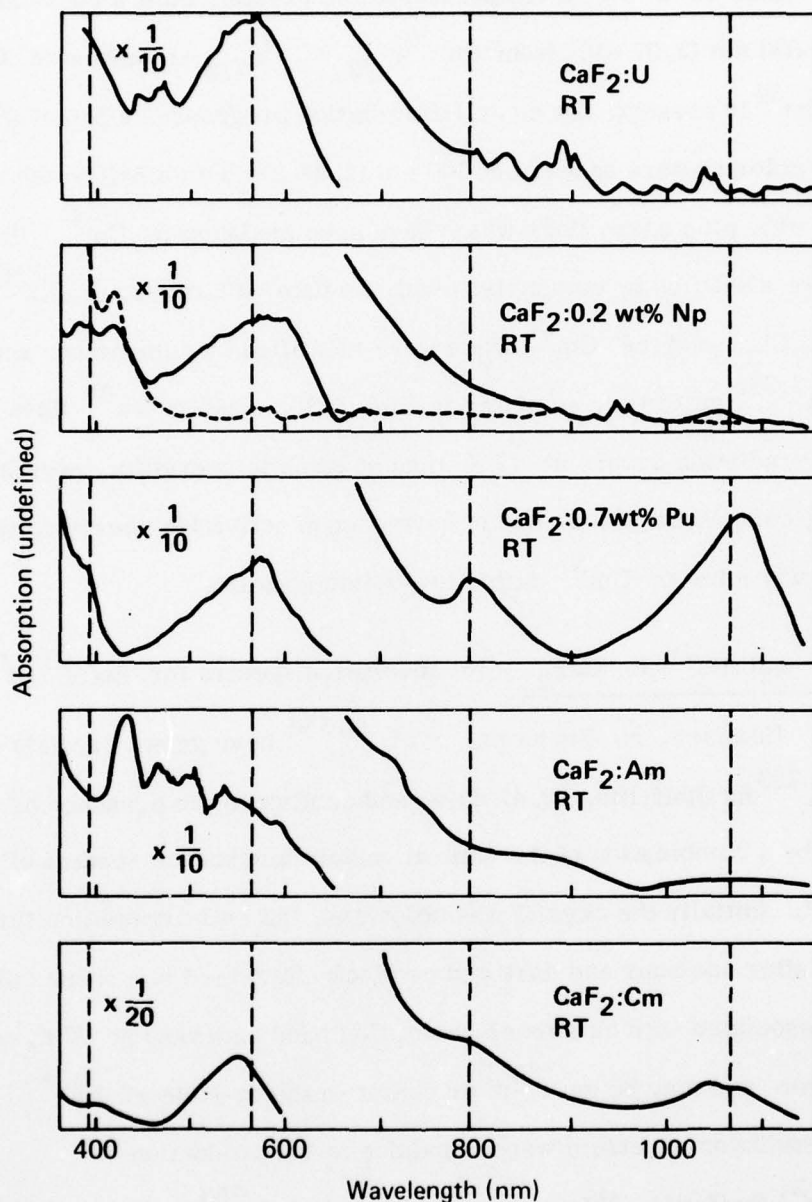 x 1/10
CaF₂:U
RT
x 1/10
CaF₂:0.2 wt% Np
RT
x 1/10
CaF₂:0.7wt% Pu
RT
CaF₂:Am
RT
x 1/10
x 1/20
CaF₂:Cm
RT
Absorption (undefined)
400 600 800 1000
Wavelength (nm)